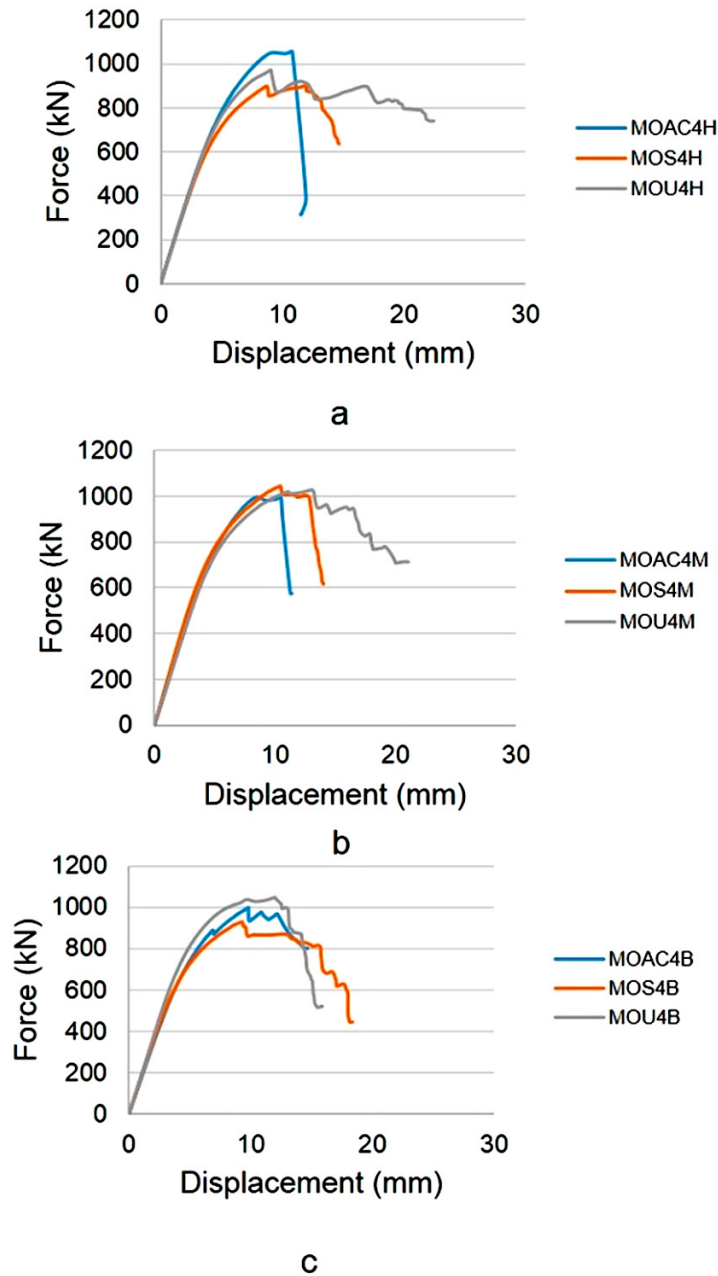 1200
1000
800
600
400
200
0
Force (kN)
0 10 20 30
Displacement (mm)
MOAC4H
MOS4H
MOU4H
a
1200
1000
800
600
400
200
0
Force (kN
0 10 20 30
Displacement (mm)
MOAC4M
MOS4M
MOU4M
b
1200
1000
800
600
400
200
0
Force (kN)
0 10 20 30
Displacement (mm)
MOAC4B
MOS4B
MOU4B
c